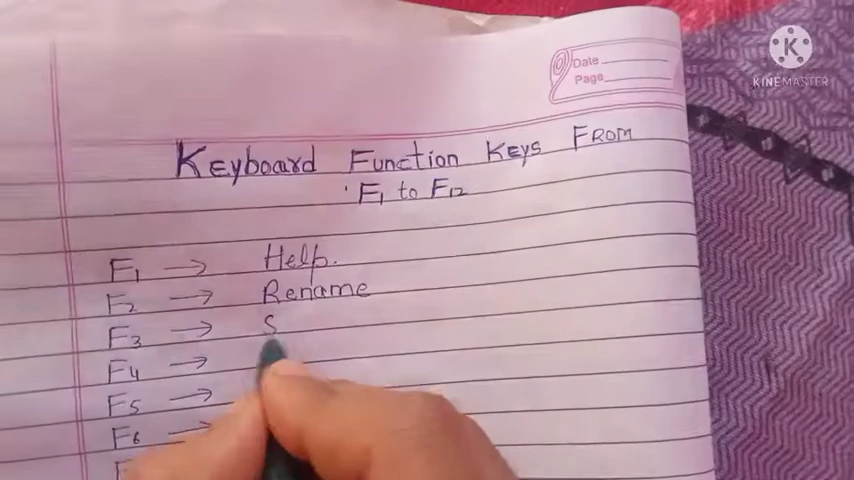 Date
Page
K
KINEMASTER
Keyboard Function Keys From
F1 to F12
F1 → Help.
F2 → Rename
F3 → S
F4 →
F5 →
F6 →